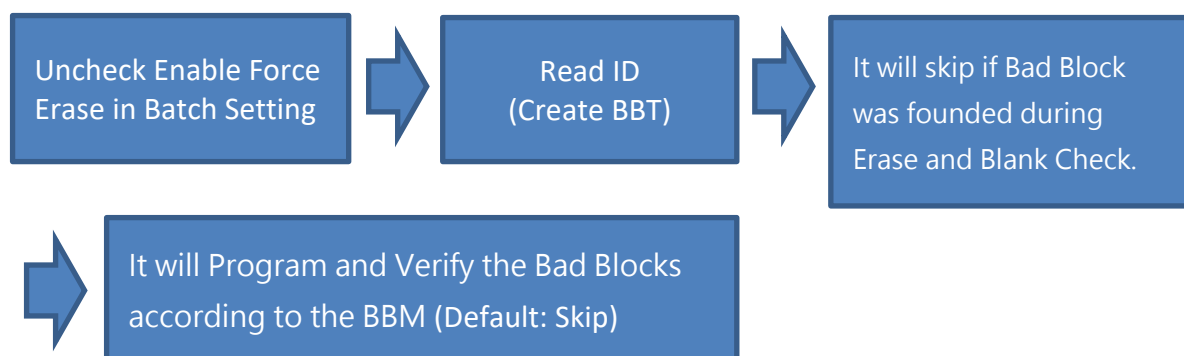 Uncheck Enable Force
Erase in Batch Setting
Read ID
(Create BBT)
It will skip if Bad Block
was founded during
Erase and Blank Check.
It will Program and Verify the Bad Blocks
according to the BBM (Default: Skip)